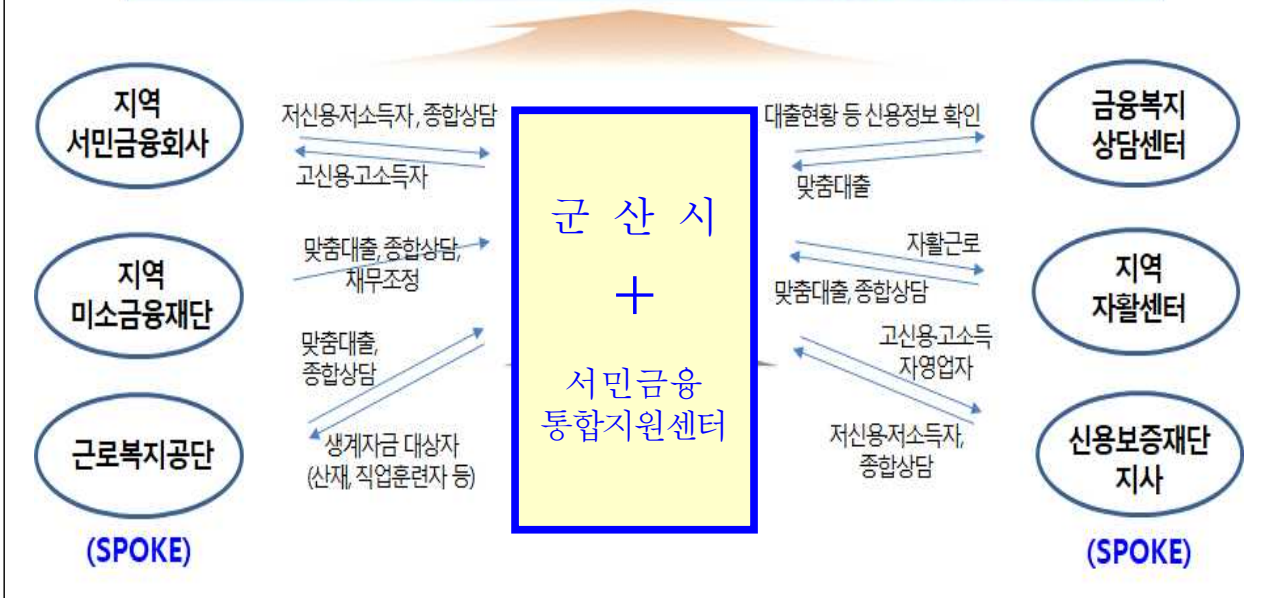 지역
서민금융회사
저신용·저소득자, 종합상담
고신용·고소득자
지역
미소금융재단
맞춤대출, 종합상담,
채무조정
맞춤대출,
종합상담
근로복지공단
생계자금 대상자
(산재, 직업훈련자 등)
(SPOKE)
군 산 시
+
서민금융
통합지원센터
대출현황 등 신용정보 확인
맞춤대출
금융복지
상담센터
자활근로
맞춤대출, 종합상담
지역
자활센터
고신용·고소득
자영업자
저신용·저소득자,
종합상담
신용보증재단
지사
(SPOKE)